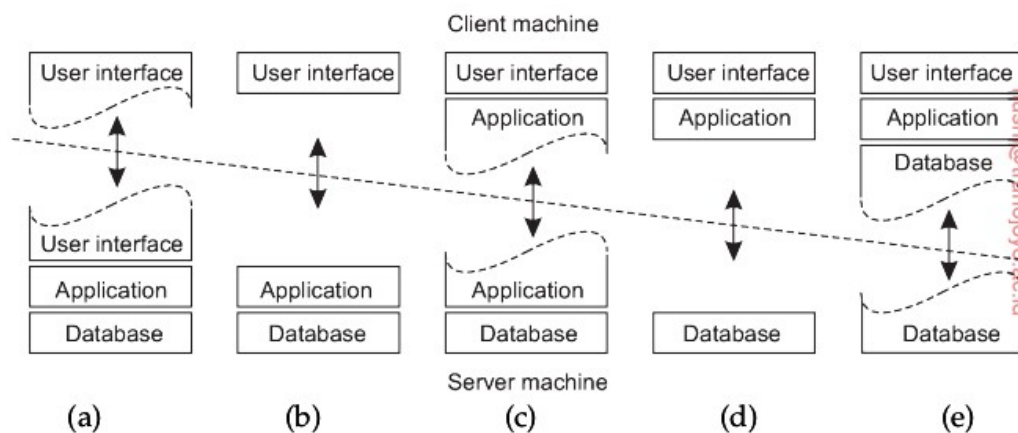 Client machine
User interface User interface User interface User interface User interface
Application Application Application
Database
User interface
Application Application Application
Database Database Database Database Database
Server machine
(a) (b) (c) (d) (e)